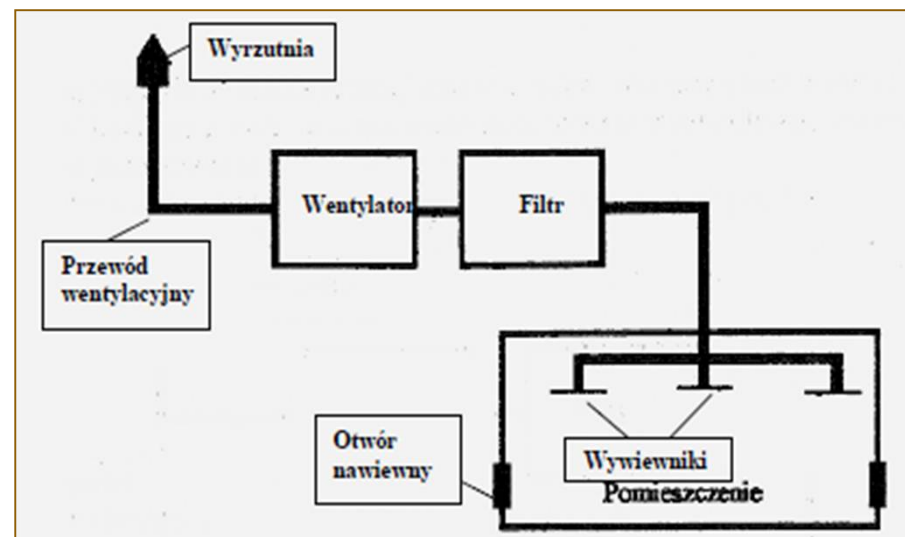 Wyrzutnia
Wentylator
Filtr
Przewód
wentylacyjny
Otwór
nawiewny
Wywiewniki
Pomieszczenie